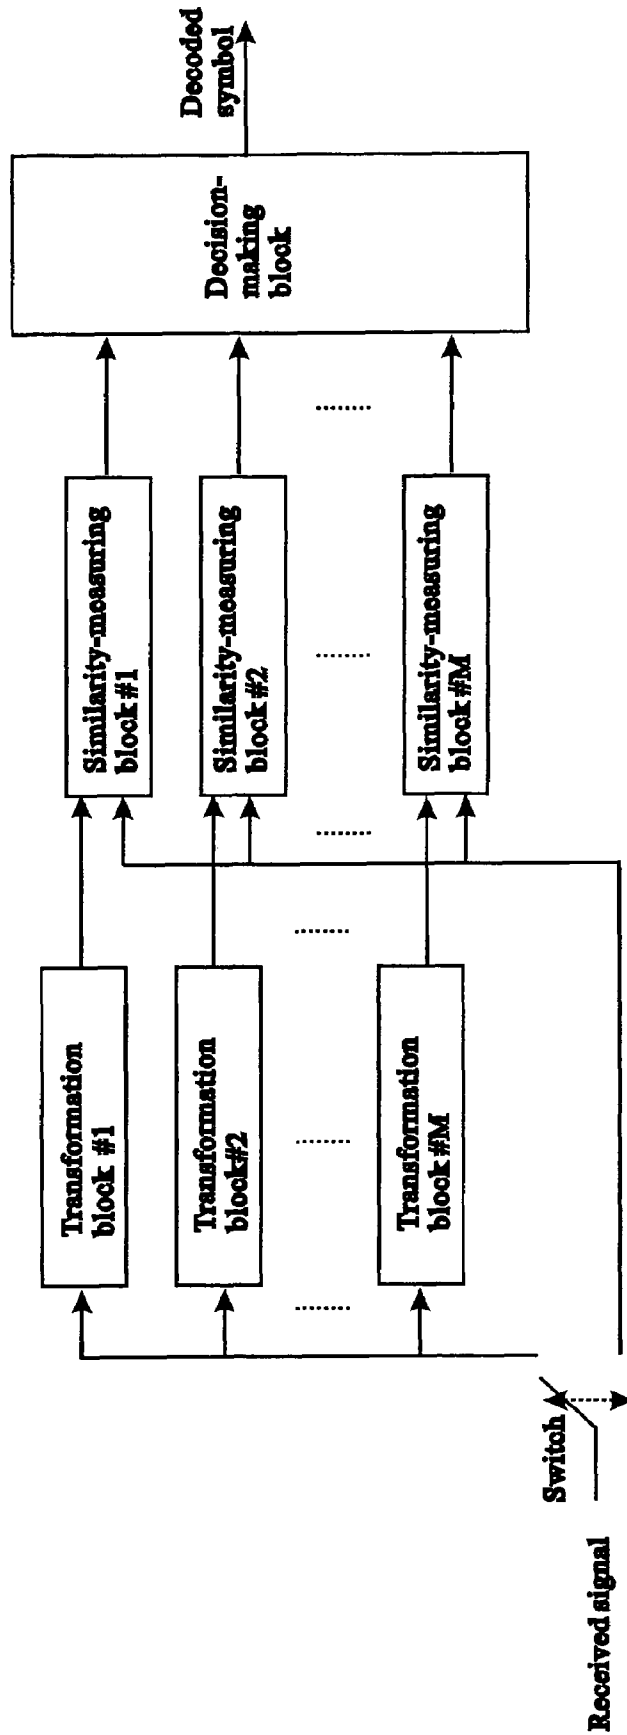 Received signal
Switch
Transformation
block #1
Transformation
block#2
Transformation
block #M
Similarity-measuring
block #1
Similarity-measuring
block #2
Similarity-measuring
block #M
Decision-
making
block
Decoded
symbol